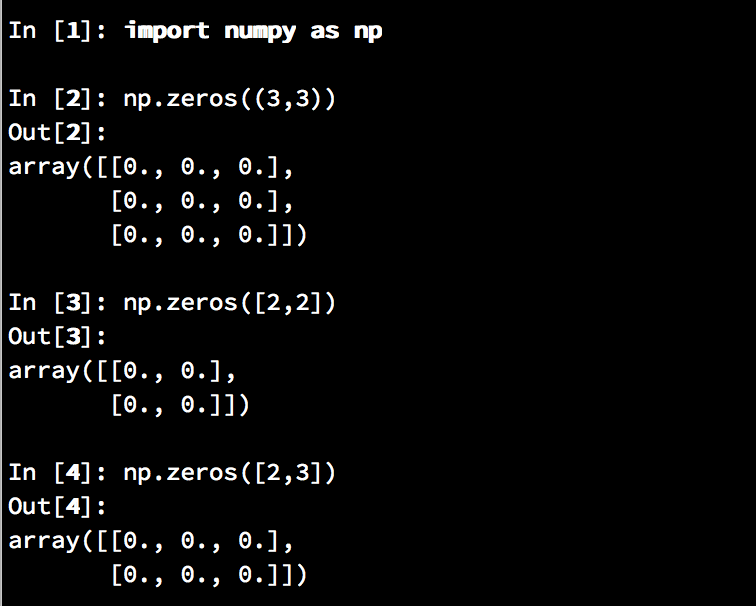 In [1]: import numpy as np
In [2]: np.zeros((3,3))
Out[2]:
array([[0., 0., 0.],
       [0., 0., 0.],
       [0., 0., 0.]])
In [3]: np.zeros([2,2])
Out[3]:
array([[0., 0.],
       [0., 0.]])
In [4]: np.zeros([2,3])
Out[4]:
array([[0., 0., 0.],
       [0., 0., 0.]])